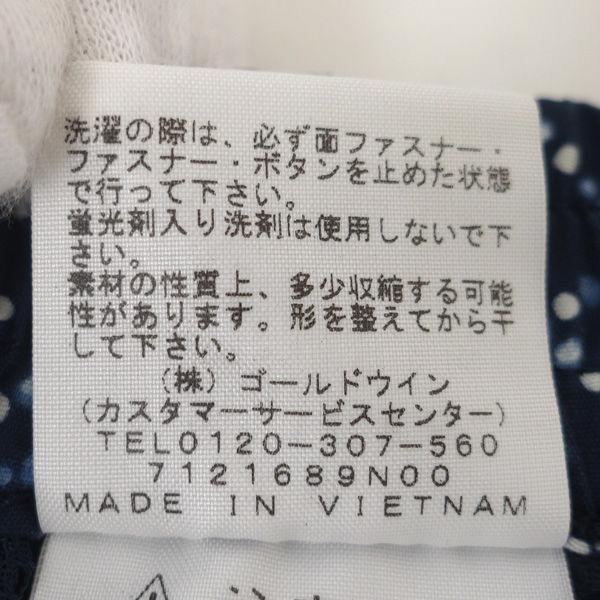 洗濯の際は、必ず面ファスナー・
ファスナー・ボタンを止めた状態
で行って下さい。
蛍光剤入り洗剤は使用しないで下
さい。
素材の性質上、多少収縮する可能
性があります。形を整えてから干
して下さい。
(株) ゴールドウイン
(カスタマーサービスセンター)
TEL0120-307-560
7121689N00
MADE IN VIETNAM